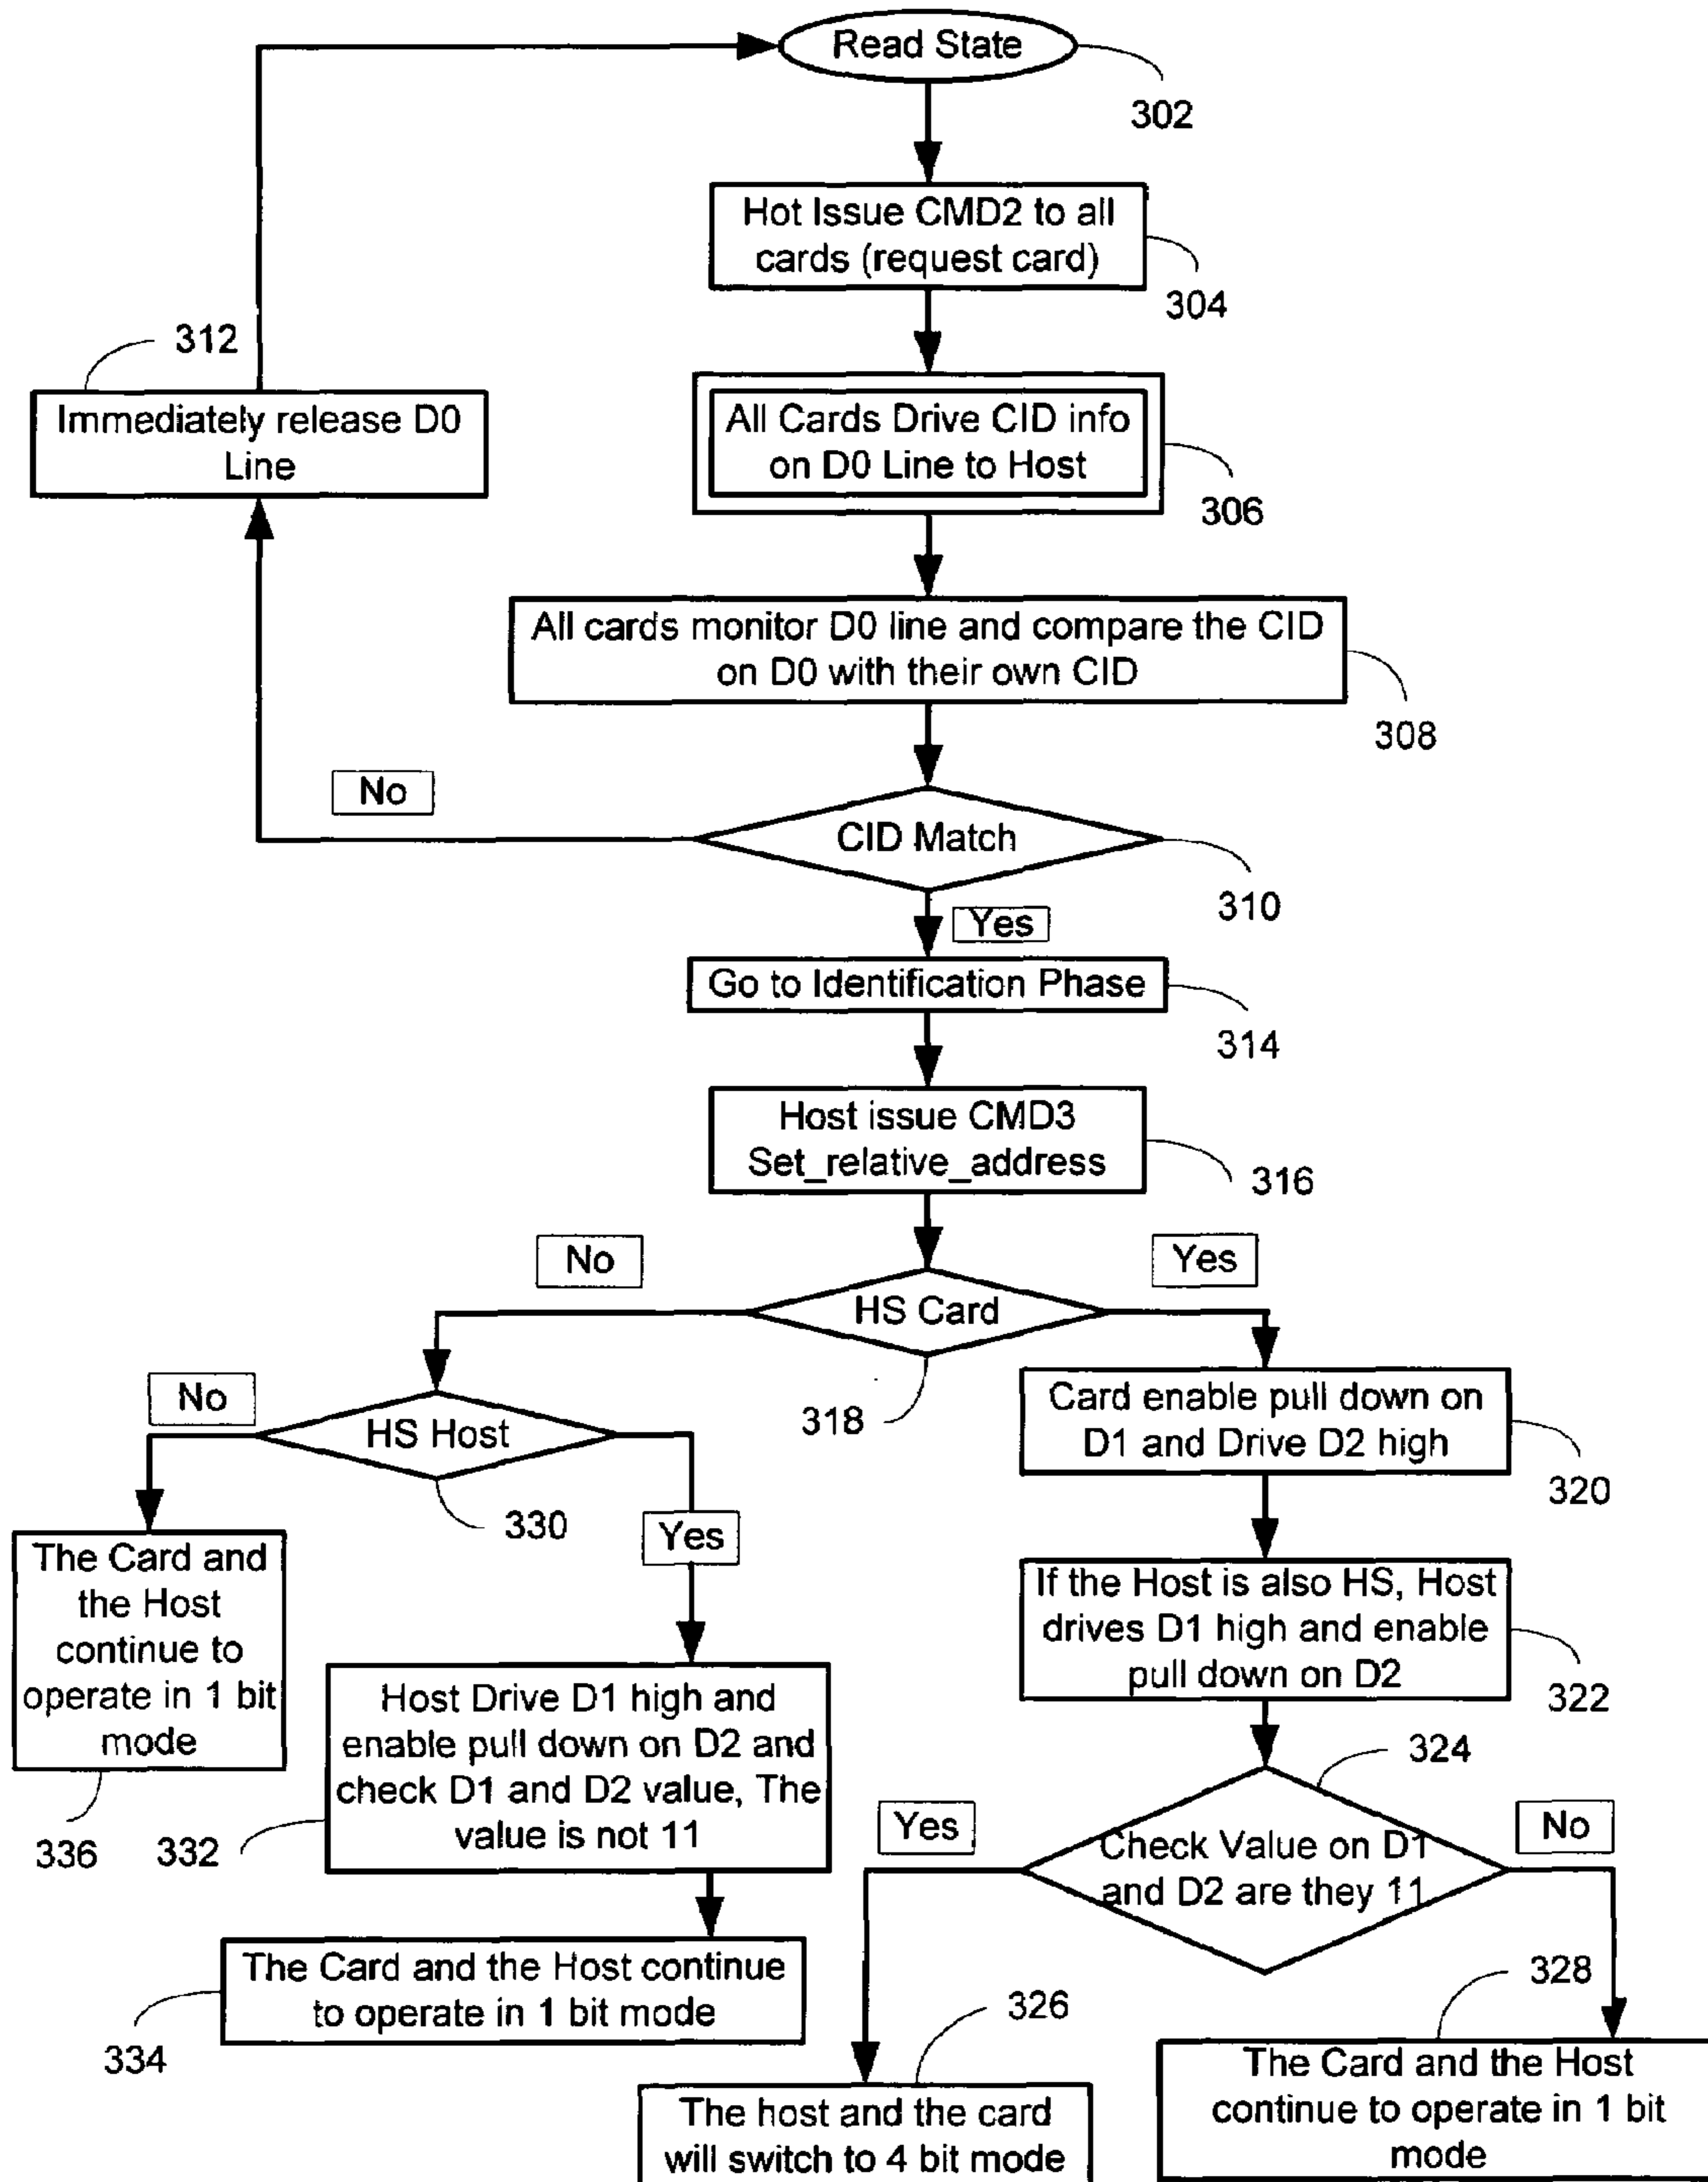 Read State
302
Hot Issue CMD2 to all
cards (request card)
304
312
Immediately release D0
Line
All Cards Drive CID info
on D0 Line to Host
306
All cards monitor D0 line and compare the CID
on D0 with their own CID
308
No
CID Match
310
Yes
Go to Identification Phase
314
Host issue CMD3
Set_relative_address
316
No
Yes
HS Card
318
Card enable pull down on
D1 and Drive D2 high
320
No
HS Host
330
Yes
The Card and
the Host
continue to
operate in 1 bit
mode
336
If the Host is also HS, Host
drives D1 high and enable
pull down on D2
322
Host Drive D1 high and
enable pull down on D2 and
check D1 and D2 value, The
value is not 11
332
324
Yes
No
Check Value on D1
and D2 are they 11
The Card and the Host continue
to operate in 1 bit mode
334
326
328
The host and the card
will switch to 4 bit mode
The Card and the Host
continue to operate in 1 bit
mode